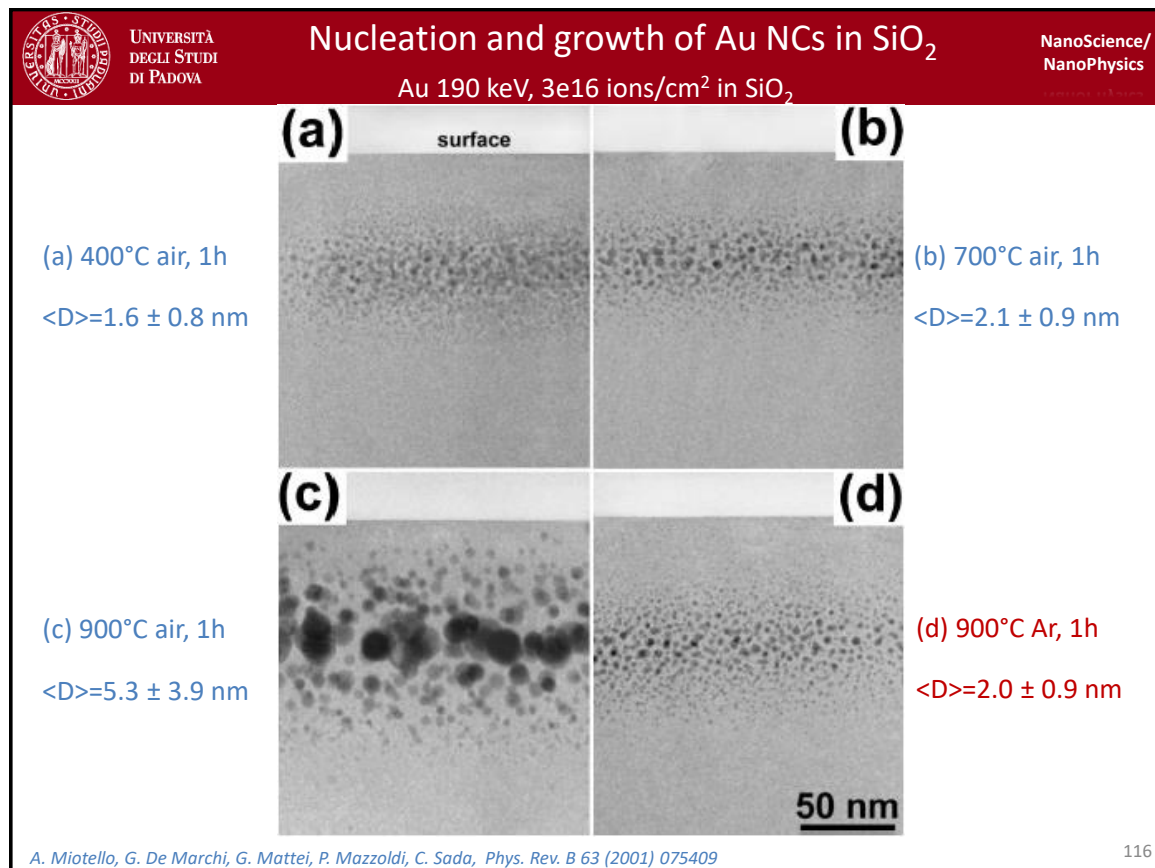 UNIVERSITÀ
DEGLI STUDI
DI PADOVA
Nucleation and growth of Au NCs in SiO₂
Au 190 keV, 3e16 ions/cm² in SiO₂
NanoScience/
NanoPhysics
(a)
surface
(b)
(a) 400°C air, 1h
<D>=1.6 ± 0.8 nm
(b) 700°C air, 1h
<D>=2.1 ± 0.9 nm
(c)
(d)
(c) 900°C air, 1h
<D>=5.3 ± 3.9 nm
(d) 900°C Ar, 1h
<D>=2.0 ± 0.9 nm
50 nm
A. Miotello, G. De Marchi, G. Mattei, P. Mazzoldi, C. Sada, Phys. Rev. B 63 (2001) 075409
116